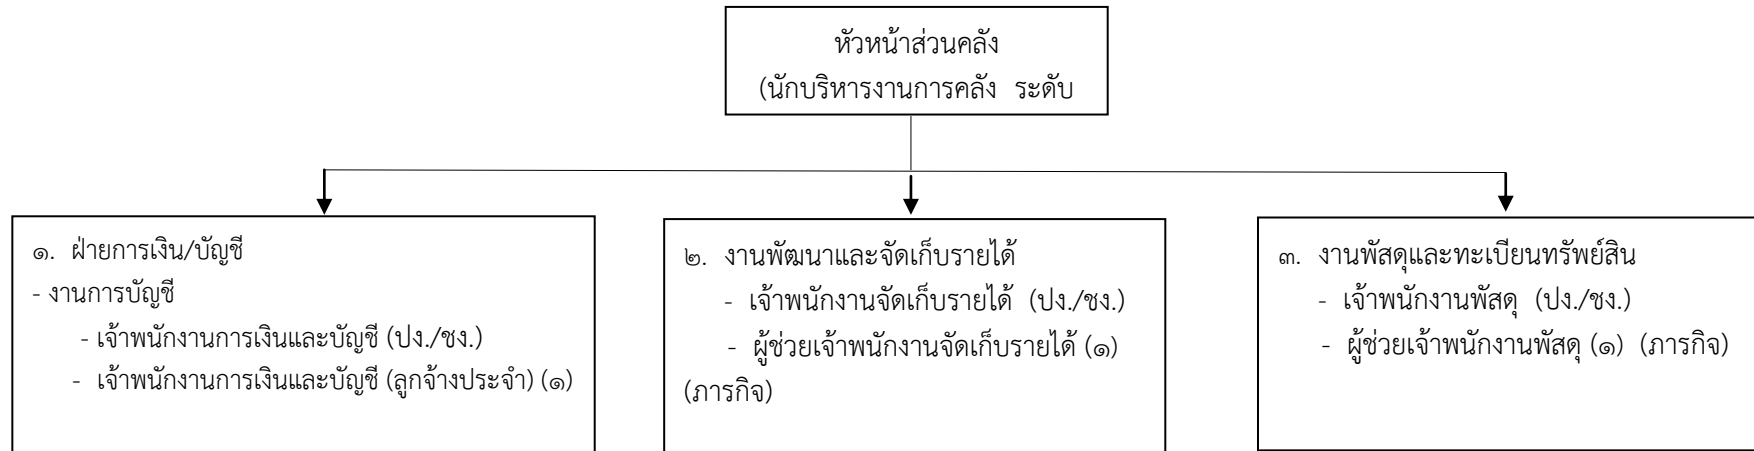 หัวหน้าส่วนคลัง
(นักบริหารงานการคลัง ระดับ
๑. ฝ่ายการเงิน/บัญชี
- งานการบัญชี
- เจ้าพนักงานการเงินและบัญชี (ปง./ชง.)
- เจ้าพนักงานการเงินและบัญชี (ลูกจ้างประจำ) (๑)
๒. งานพัฒนาและจัดเก็บรายได้
- เจ้าพนักงานจัดเก็บรายได้ (ปง./ชง.)
- ผู้ช่วยเจ้าพนักงานจัดเก็บรายได้ (๑)
(ภารกิจ)
๓. งานพัสดุและทะเบียนทรัพย์สิน
- เจ้าพนักงานพัสดุ (ปง./ชง.)
- ผู้ช่วยเจ้าพนักงานพัสดุ (๑) (ภารกิจ)